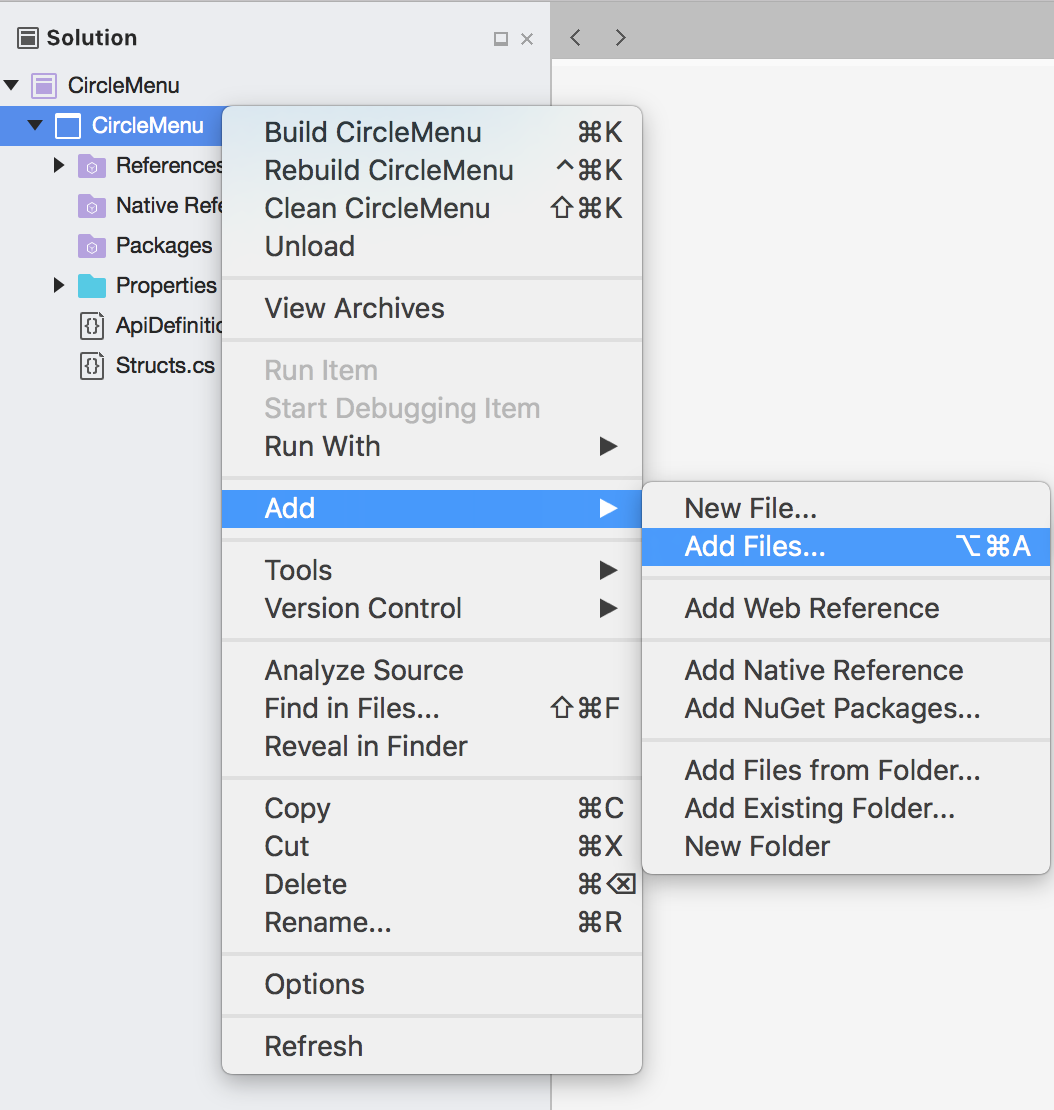 Solution
CircleMenu
CircleMenu
References
Native Refe
Packages
Properties
ApiDefinitio
Structs.cs
Build CircleMenu ⌘K
Rebuild CircleMenu ^⌘K
Clean CircleMenu ⇧⌘K
Unload
View Archives
Run Item
Start Debugging Item
Run With
Add
Tools
Version Control
Analyze Source
Find in Files... ⇧⌘F
Reveal in Finder
Copy ⌘C
Cut ⌘X
Delete ⌘⌫
Rename... ⌘R
Options
Refresh
New File...
Add Files... ⌥⌘A
Add Web Reference
Add Native Reference
Add NuGet Packages...
Add Files from Folder...
Add Existing Folder...
New Folder